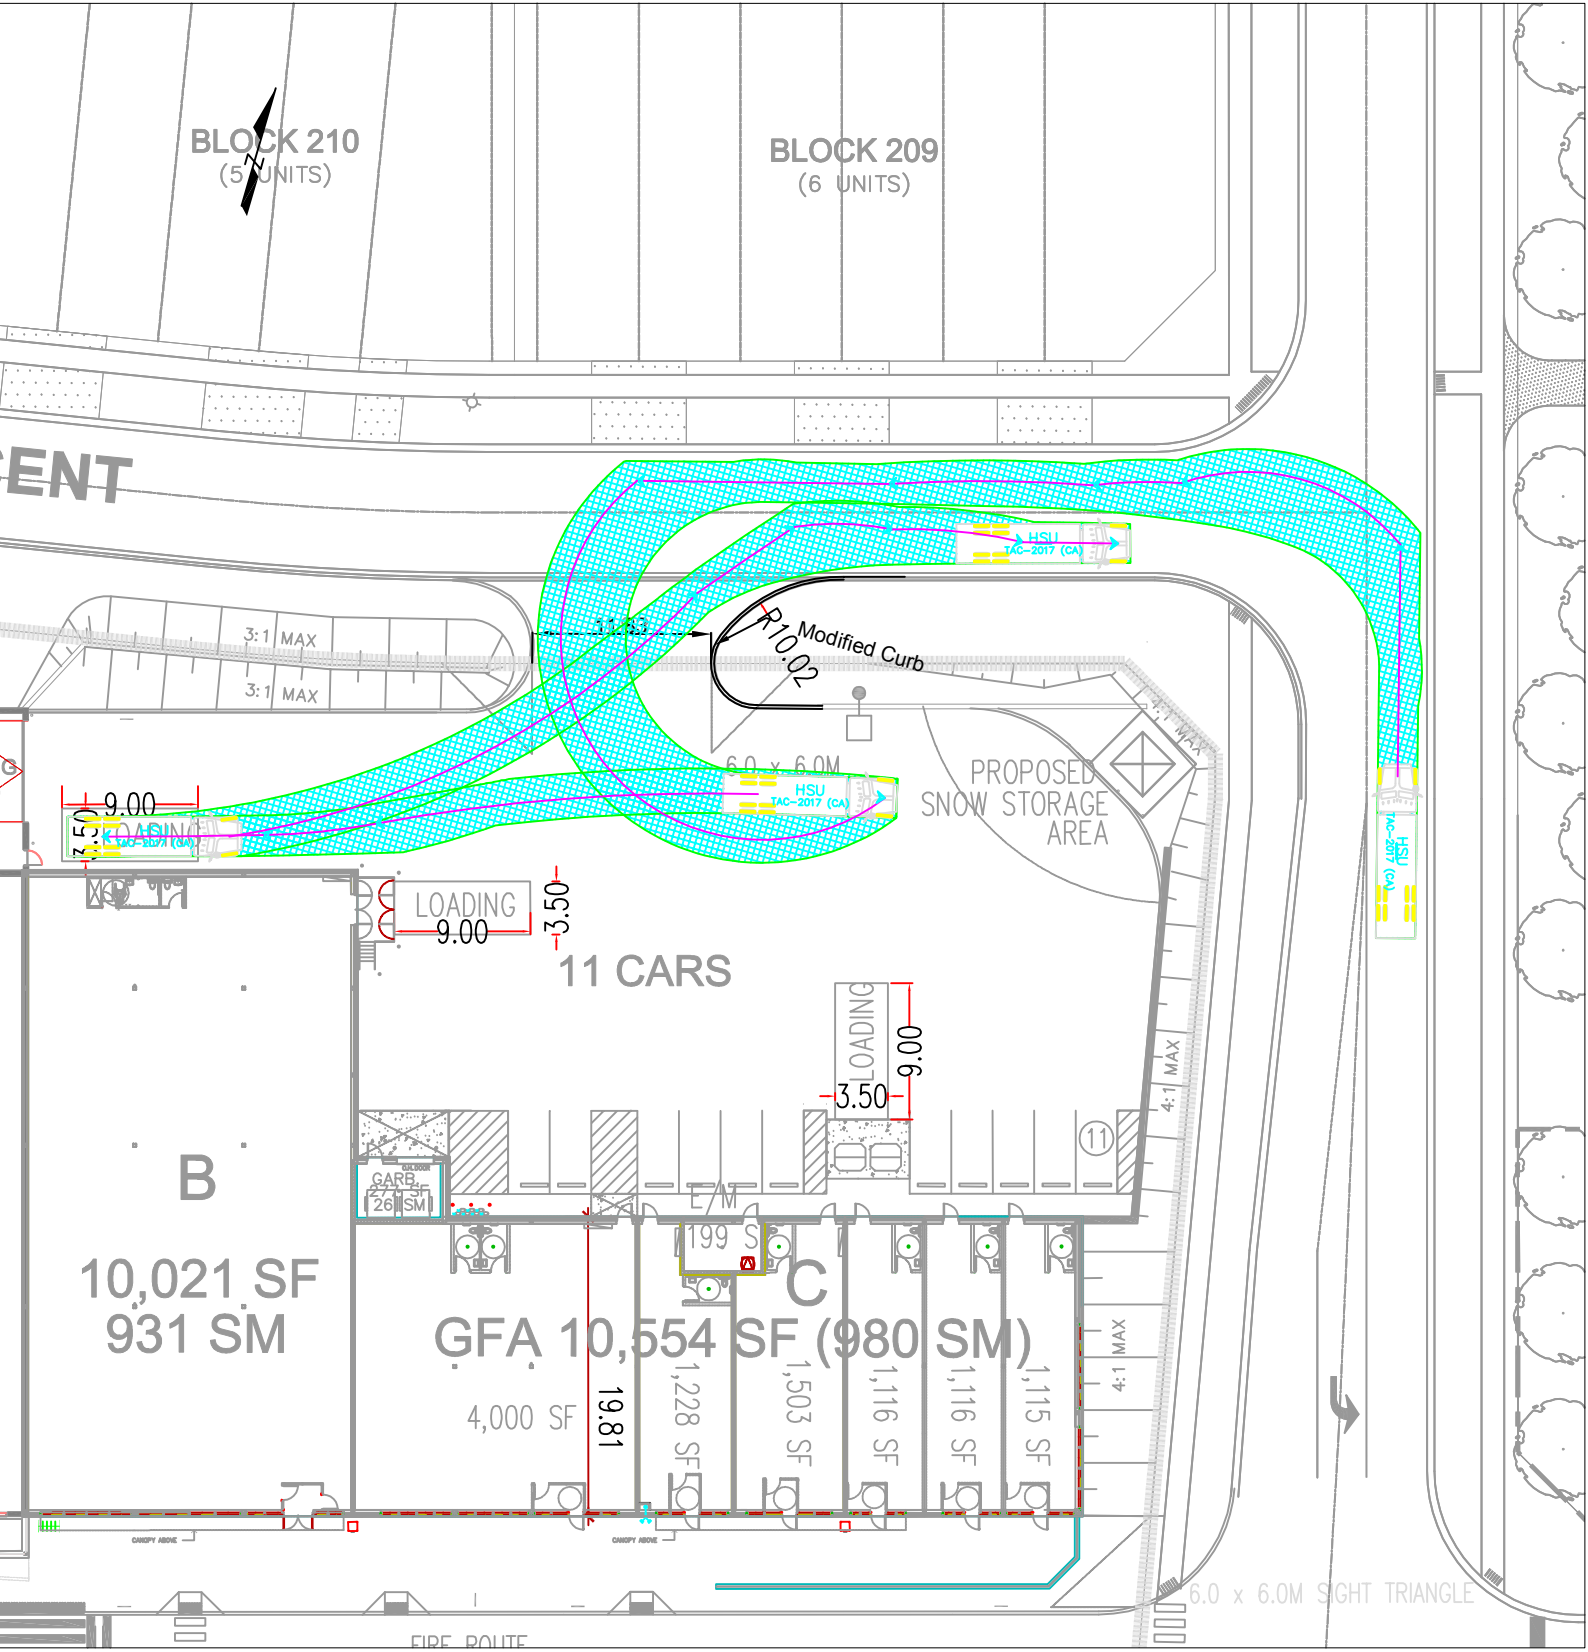 BLOCK 210
(5 UNITS)
N
BLOCK 209
(6 UNITS)
CENT
HSU
TAC-2017 (CA)
3:1 MAX
3:1 MAX
R10.02
Modified Curb
4:1 MAX
6.0 x 6.0M
HSU
TAC-2017 (CA)
PROPOSED
SNOW STORAGE
AREA
G
9.00
3.50
LOADING
HSU
TAC-2017 (CA)
HSU
TAC-2017 (CA)
LOADING
9.00
3.50
11 CARS
LOADING
9.00
3.50
4:1 MAX
11
B
10,021 SF
931 SM
GARB.
277 SF
26 SM
O.H.DOOR
E/M
199 S
C
GFA 10,554 SF (980 SM)
4,000 SF
19.81
1,228 SF
1,503 SF
1,116 SF
1,116 SF
1,115 SF
4:1 MAX
CANOPY ABOVE
CANOPY ABOVE
6.0 x 6.0M SIGHT TRIANGLE
FIRE ROUTE